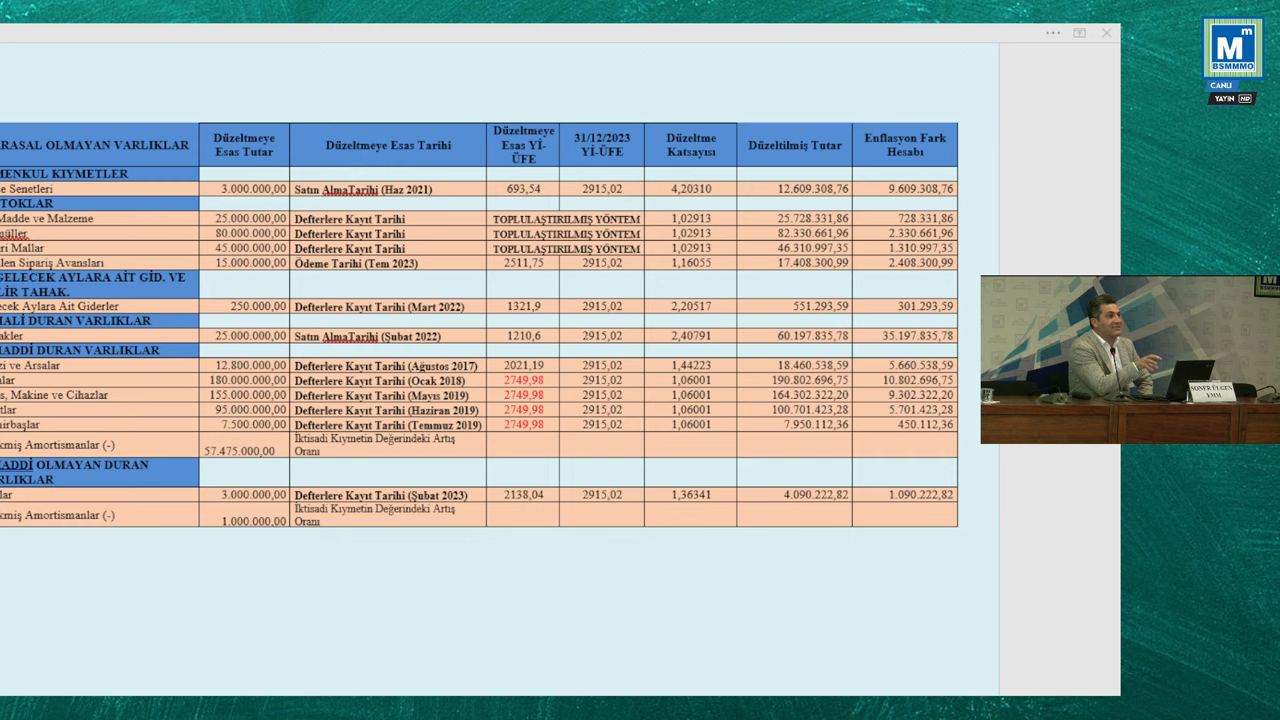 m
M
BSMMMO
CANLI
YAYIN HD
RASAL OLMAYAN VARLIKLAR Düzeltmeye Esas Tutar Düzeltmeye Esas Tarihi Düzeltmeye Esas Yİ-ÜFE 31/12/2023 Yİ-ÜFE Düzeltme Katsayısı Düzeltilmiş Tutar Enflasyon Fark Hesabı
MENKUL KIYMETLER
e Senetleri 3.000.000,00 Satın AlmaTarihi (Haz 2021) 693,54 2915,02 4,20310 12.609.308,76 9.609.308,76
TOKLAR
Madde ve Malzeme 25.000.000,00 Defterlere Kayıt Tarihi TOPLULAŞTIRILMIŞ YÖNTEM 1,02913 25.728.331,86 728.331,86
müller 80.000.000,00 Defterlere Kayıt Tarihi TOPLULAŞTIRILMIŞ YÖNTEM 1,02913 82.330.661,96 2.330.661,96
ri Mallar 45.000.000,00 Defterlere Kayıt Tarihi TOPLULAŞTIRILMIŞ YÖNTEM 1,02913 46.310.997,35 1.310.997,35
len Sipariş Avansları 15.000.000,00 Ödeme Tarihi (Tem 2023) 2511,75 2915,02 1,16055 17.408.300,99 2.408.300,99
GELECEK AYLARA AİT GİD. VE
LİR TAHAK.
ecek Aylara Ait Giderler 250.000,00 Defterlere Kayıt Tarihi (Mart 2022) 1321,9 2915,02 2,20517 551.293,59 301.293,59
MALİ DURAN VARLIKLAR
akler 25.000.000,00 Satın AlmaTarihi (Şubat 2022) 1210,6 2915,02 2,40791 60.197.835,78 35.197.835,78
MADDİ DURAN VARLIKLAR
zi ve Arsalar 12.800.000,00 Defterlere Kayıt Tarihi (Ağustos 2017) 2021,19 2915,02 1,44223 18.460.538,59 5.660.538,59
alar 180.000.000,00 Defterlere Kayıt Tarihi (Ocak 2018) 2749,98 2915,02 1,06001 190.802.696,75 10.802.696,75
s, Makine ve Cihazlar 155.000.000,00 Defterlere Kayıt Tarihi (Mayıs 2019) 2749,98 2915,02 1,06001 164.302.322,20 9.302.322,20
tlar 95.000.000,00 Defterlere Kayıt Tarihi (Haziran 2019) 2749,98 2915,02 1,06001 100.701.423,28 5.701.423,28
mirbaşlar 7.500.000,00 Defterlere Kayıt Tarihi (Temmuz 2019) 2749,98 2915,02 1,06001 7.950.112,36 450.112,36
kmiş Amortismanlar (-) 57.475.000,00 İktisadi Kıymetin Değerindeki Artış Oranı
MADDİ OLMAYAN DURAN
RLIKLAR
lar 3.000.000,00 Defterlere Kayıt Tarihi (Şubat 2023) 2138,04 2915,02 1,36341 4.090.222,82 1.090.222,82
kmiş Amortismanlar (-) 1.000.000,00 İktisadi Kıymetin Değerindeki Artış Oranı
SONER ÜLGEN
YMM
BSMMMO